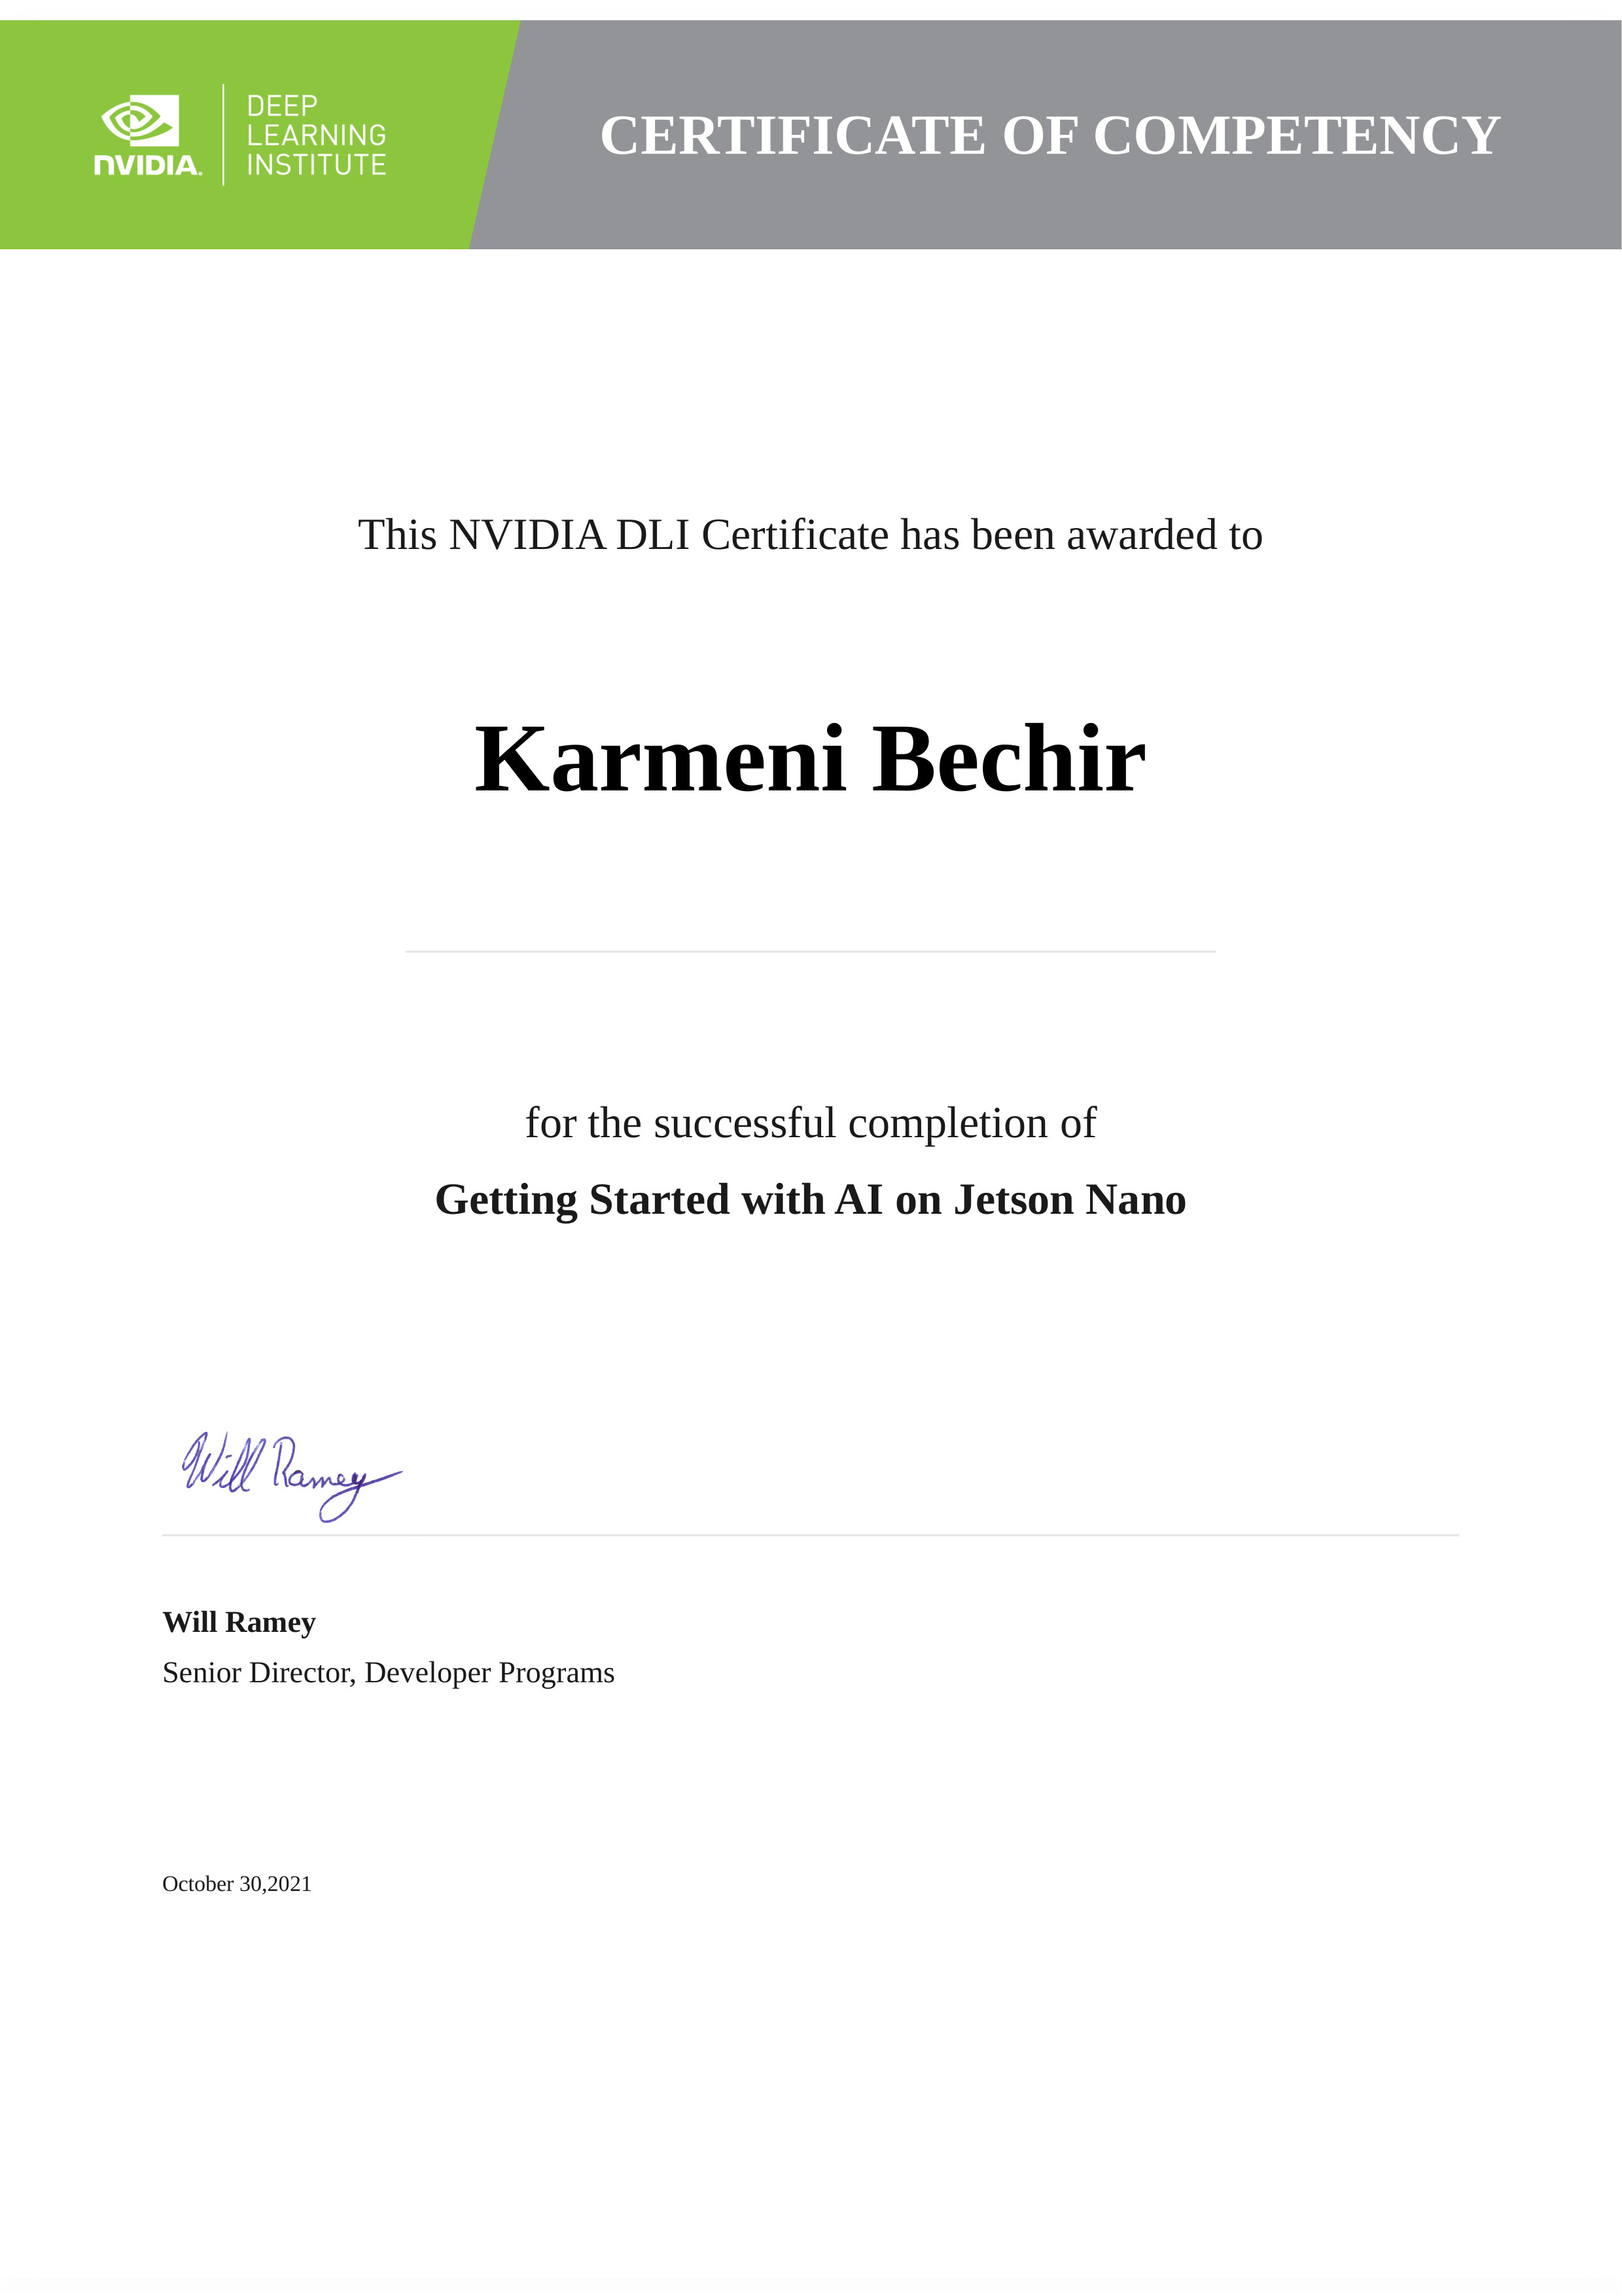 NVIDIA.
DEEP
LEARNING
INSTITUTE
CERTIFICATE OF COMPETENCY
This NVIDIA DLI Certificate has been awarded to
Karmeni Bechir
for the successful completion of
Getting Started with AI on Jetson Nano
Will Ramey
Will Ramey
Senior Director, Developer Programs
October 30,2021